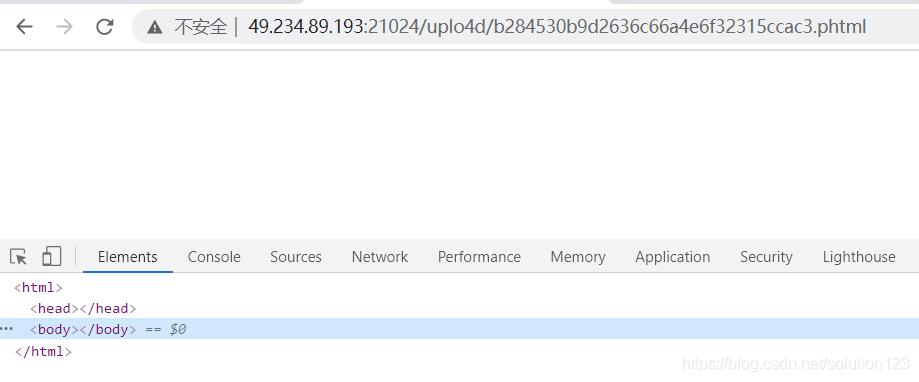 不安全 | 49.234.89.193:21024/uplo4d/b284530b9d2636c66a4e6f32315ccac3.phtml
Elements Console Sources Network Performance Memory Application Security Lighthouse
<html>
<head></head>
··· <body></body> == $0
</html>
https://blog.csdn.net/solution123